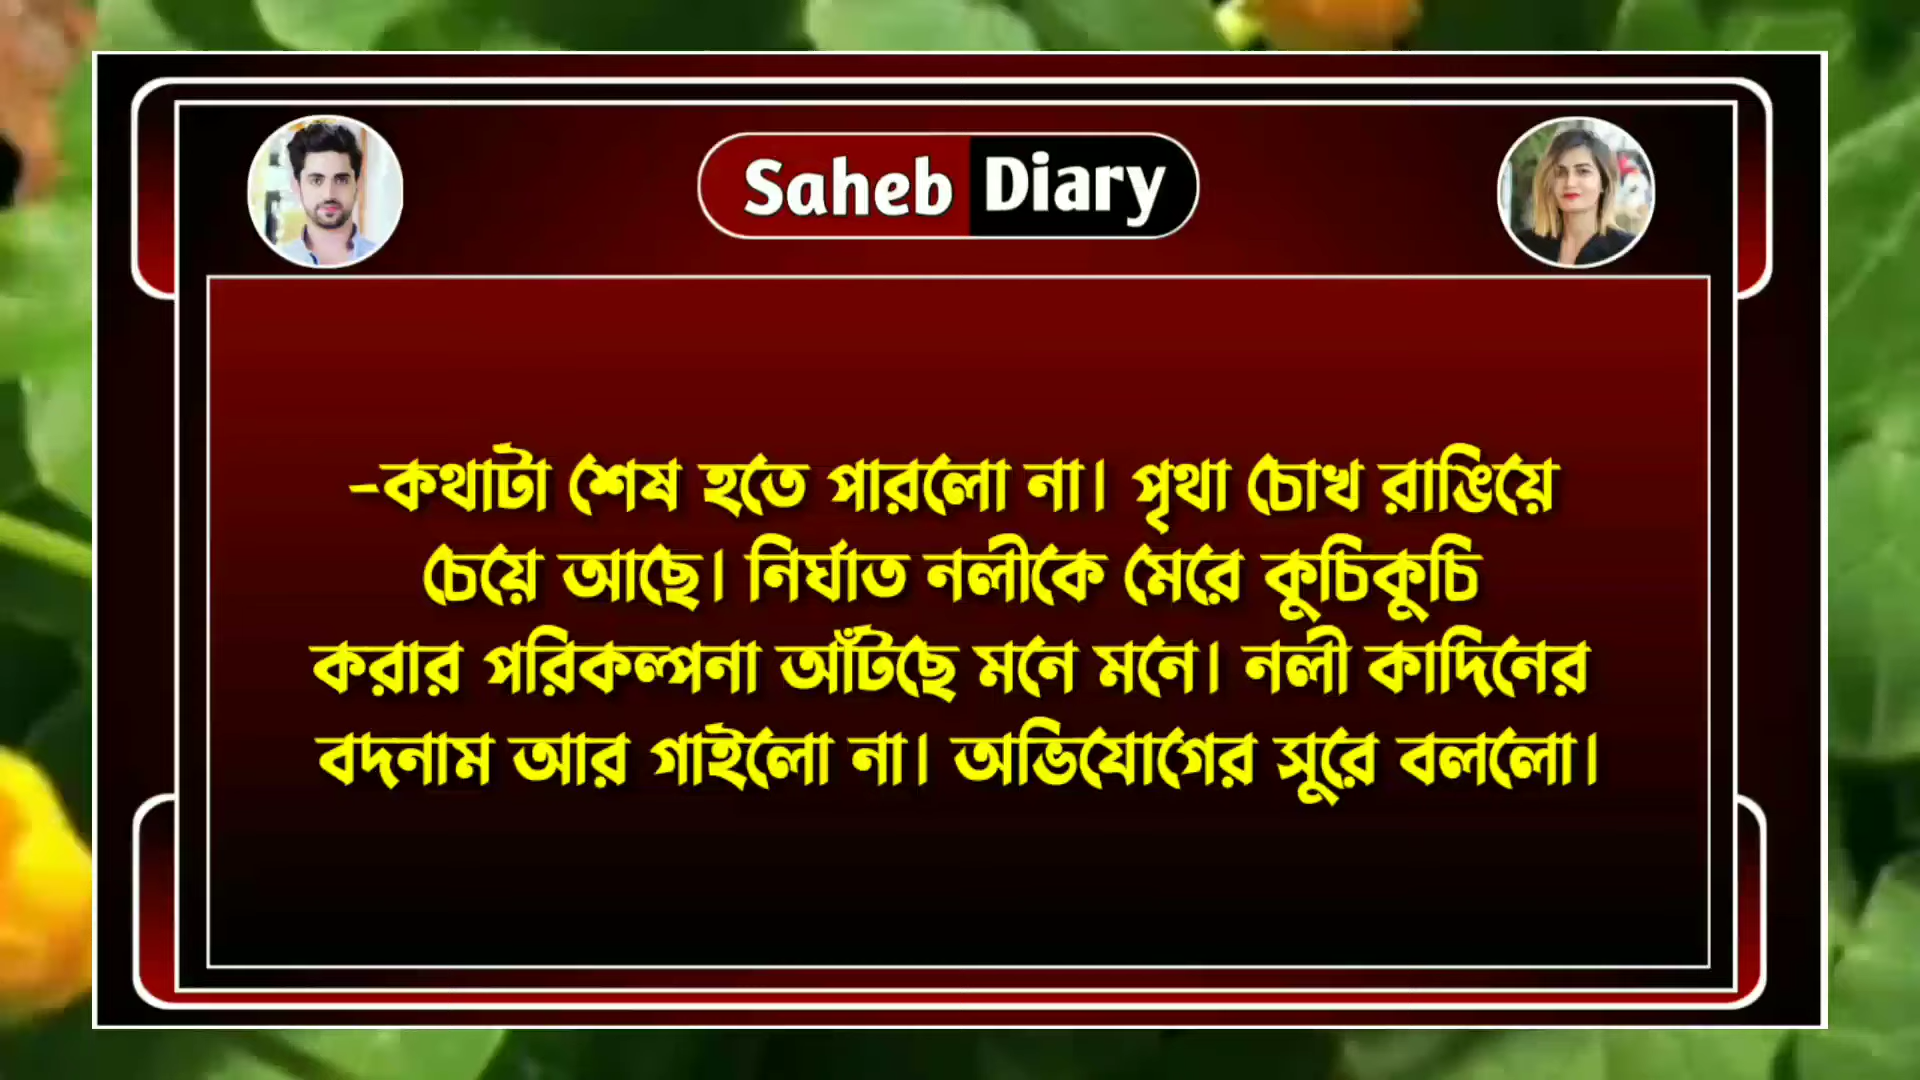 Saheb Diary
-কথাটা শেষ হতে পারলো না। পৃথা চোখ রাঙিয়ে
চেয়ে আছে। নির্ঘাত নলীকে মেরে কুচিকুচি
করার পরিকল্পনা আঁটছে মনে মনে। নলী কাদিনের
বদনাম আর গাইলো না। অভিযোগের সুরে বললো।